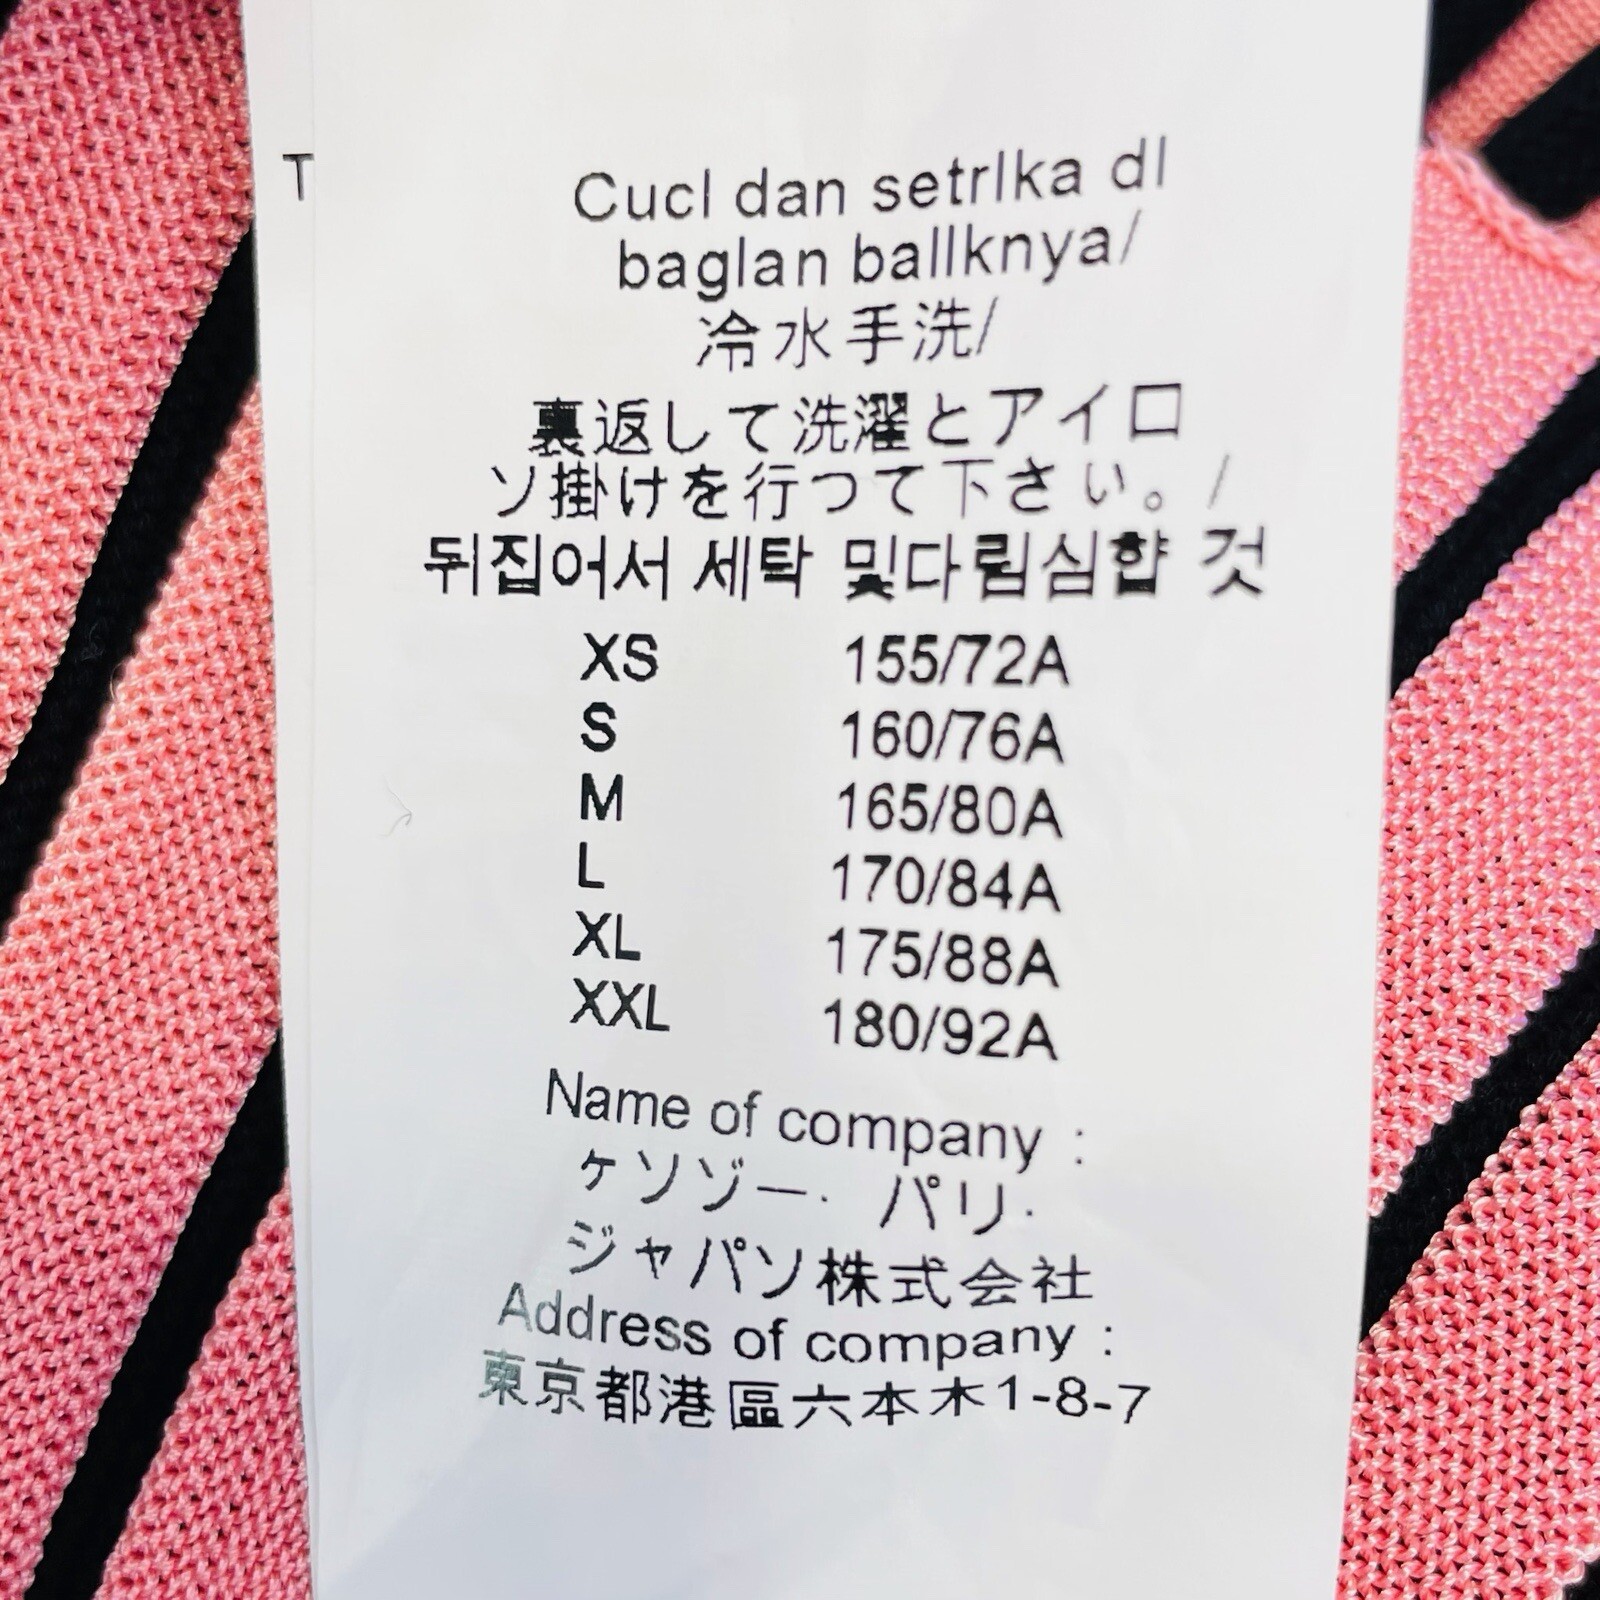 T
Cucl dan setrlka dl
baglan ballknya/
冷水手洗/
裏返して洗濯とアイロ
ソ掛けを行つて下さい。/
뒤집어서 세탁 및다림심햡 것
XS 155/72A
S 160/76A
M 165/80A
L 170/84A
XL 175/88A
XXL 180/92A
Name of company :
ヶソゾー· パリ·
ジャパソ株式会社
Address of company :
東京都港區六本木1-8-7